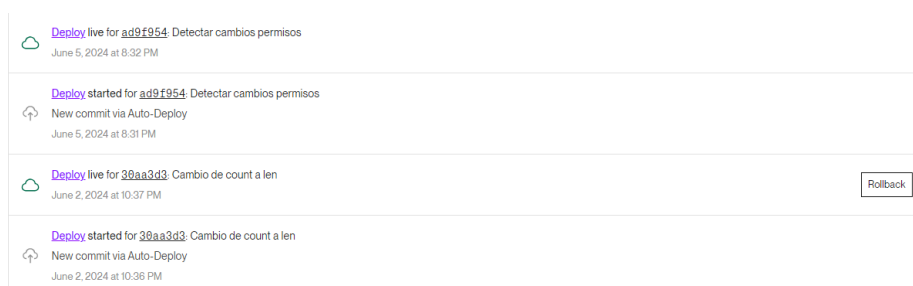 Deploy live for ad9f954: Detectar cambios permisos
June 5, 2024 at 8:32 PM
Deploy started for ad9f954: Detectar cambios permisos
New commit via Auto-Deploy
June 5, 2024 at 8:31 PM
Deploy live for 30aa3d3: Cambio de count a len
June 2, 2024 at 10:37 PM
Rollback
Deploy started for 30aa3d3: Cambio de count a len
New commit via Auto-Deploy
June 2, 2024 at 10:36 PM